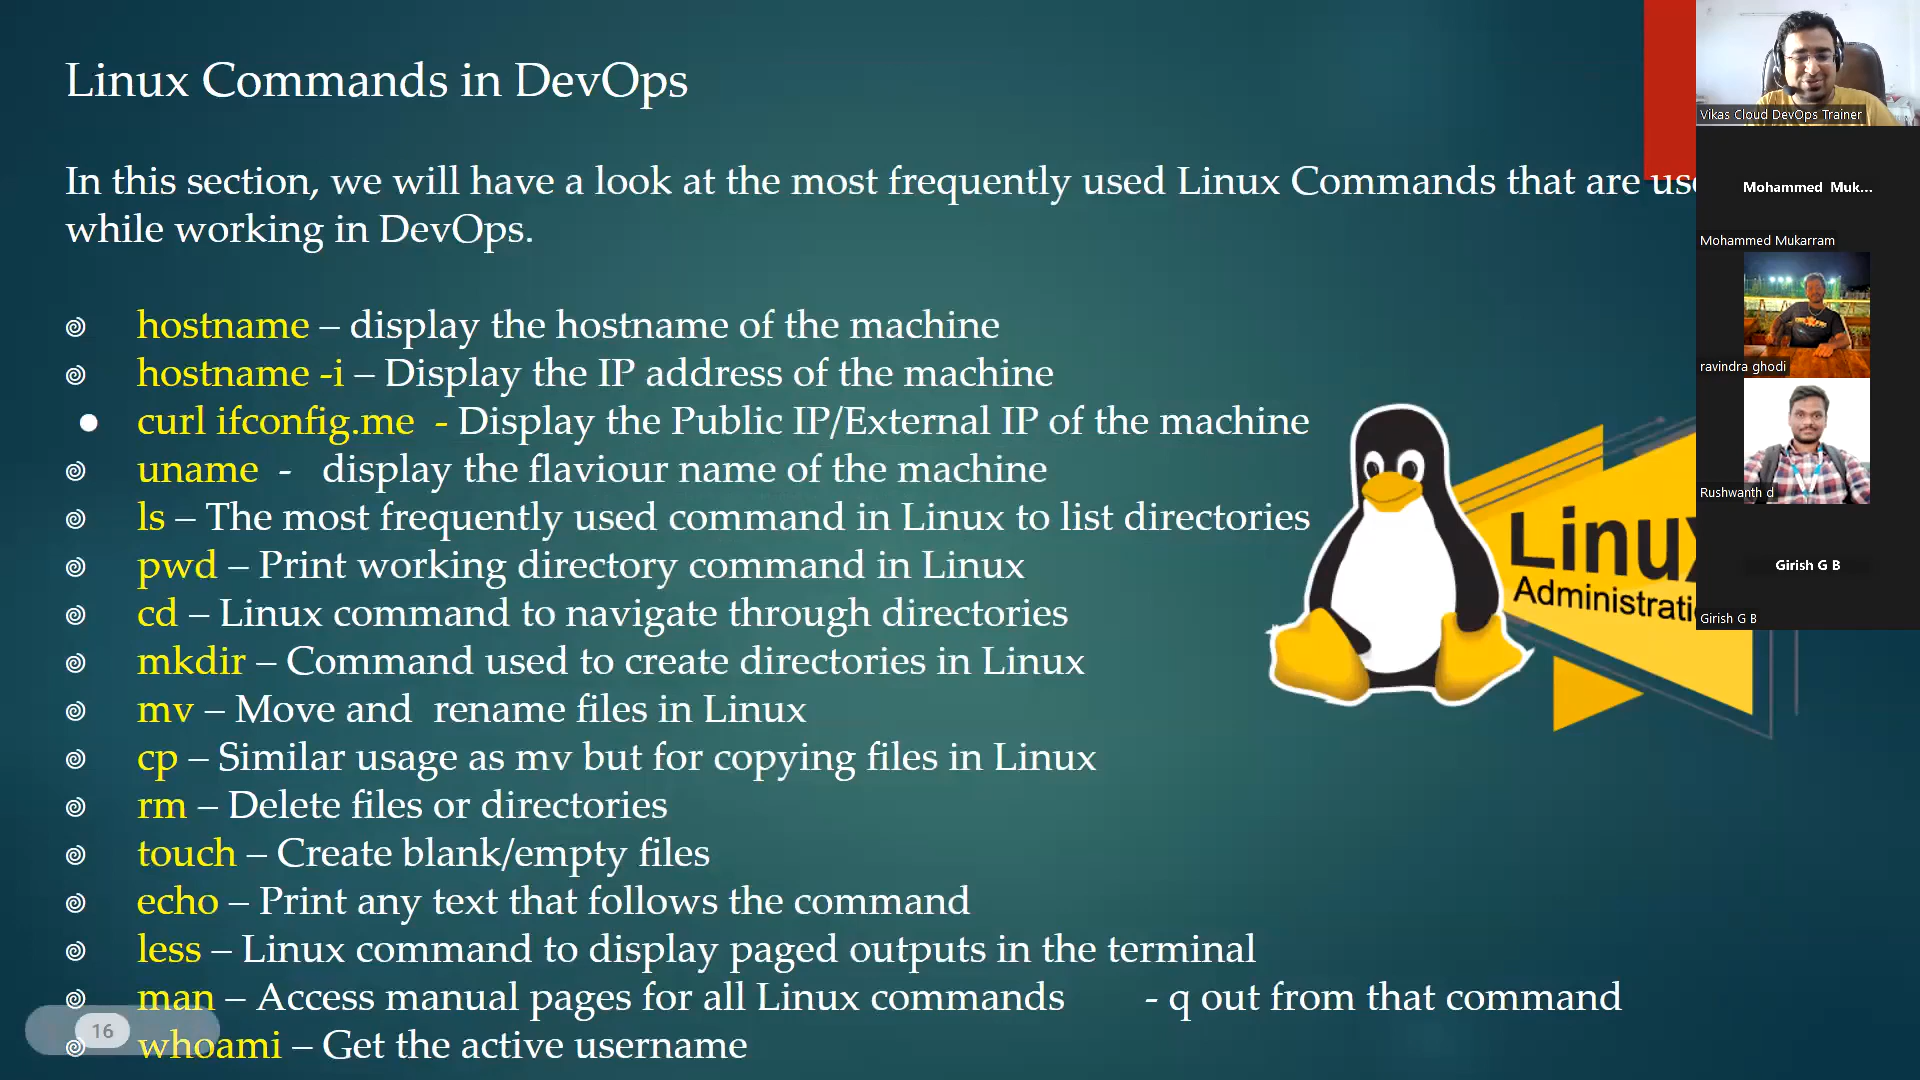 Linux Commands in DevOps
In this section, we will have a look at the most frequently used Linux Commands that are
while working in DevOps.
hostname – display the hostname of the machine
hostname -i – Display the IP address of the machine
curl ifconfig.me - Display the Public IP/External IP of the machine
uname - display the flaviour name of the machine
ls – The most frequently used command in Linux to list directories
pwd – Print working directory command in Linux
cd – Linux command to navigate through directories
mkdir – Command used to create directories in Linux
mv – Move and rename files in Linux
cp – Similar usage as mv but for copying files in Linux
rm – Delete files or directories
touch – Create blank/empty files
echo – Print any text that follows the command
less – Linux command to display paged outputs in the terminal
man – Access manual pages for all Linux commands - q out from that command
whoami – Get the active username
16
Linux
Vikas Cloud DevOps Trainer
Mohammed Muk...
Mohammed Mukarram
ravindra ghodi
Rushwanth d
Girish G B
Girish G B